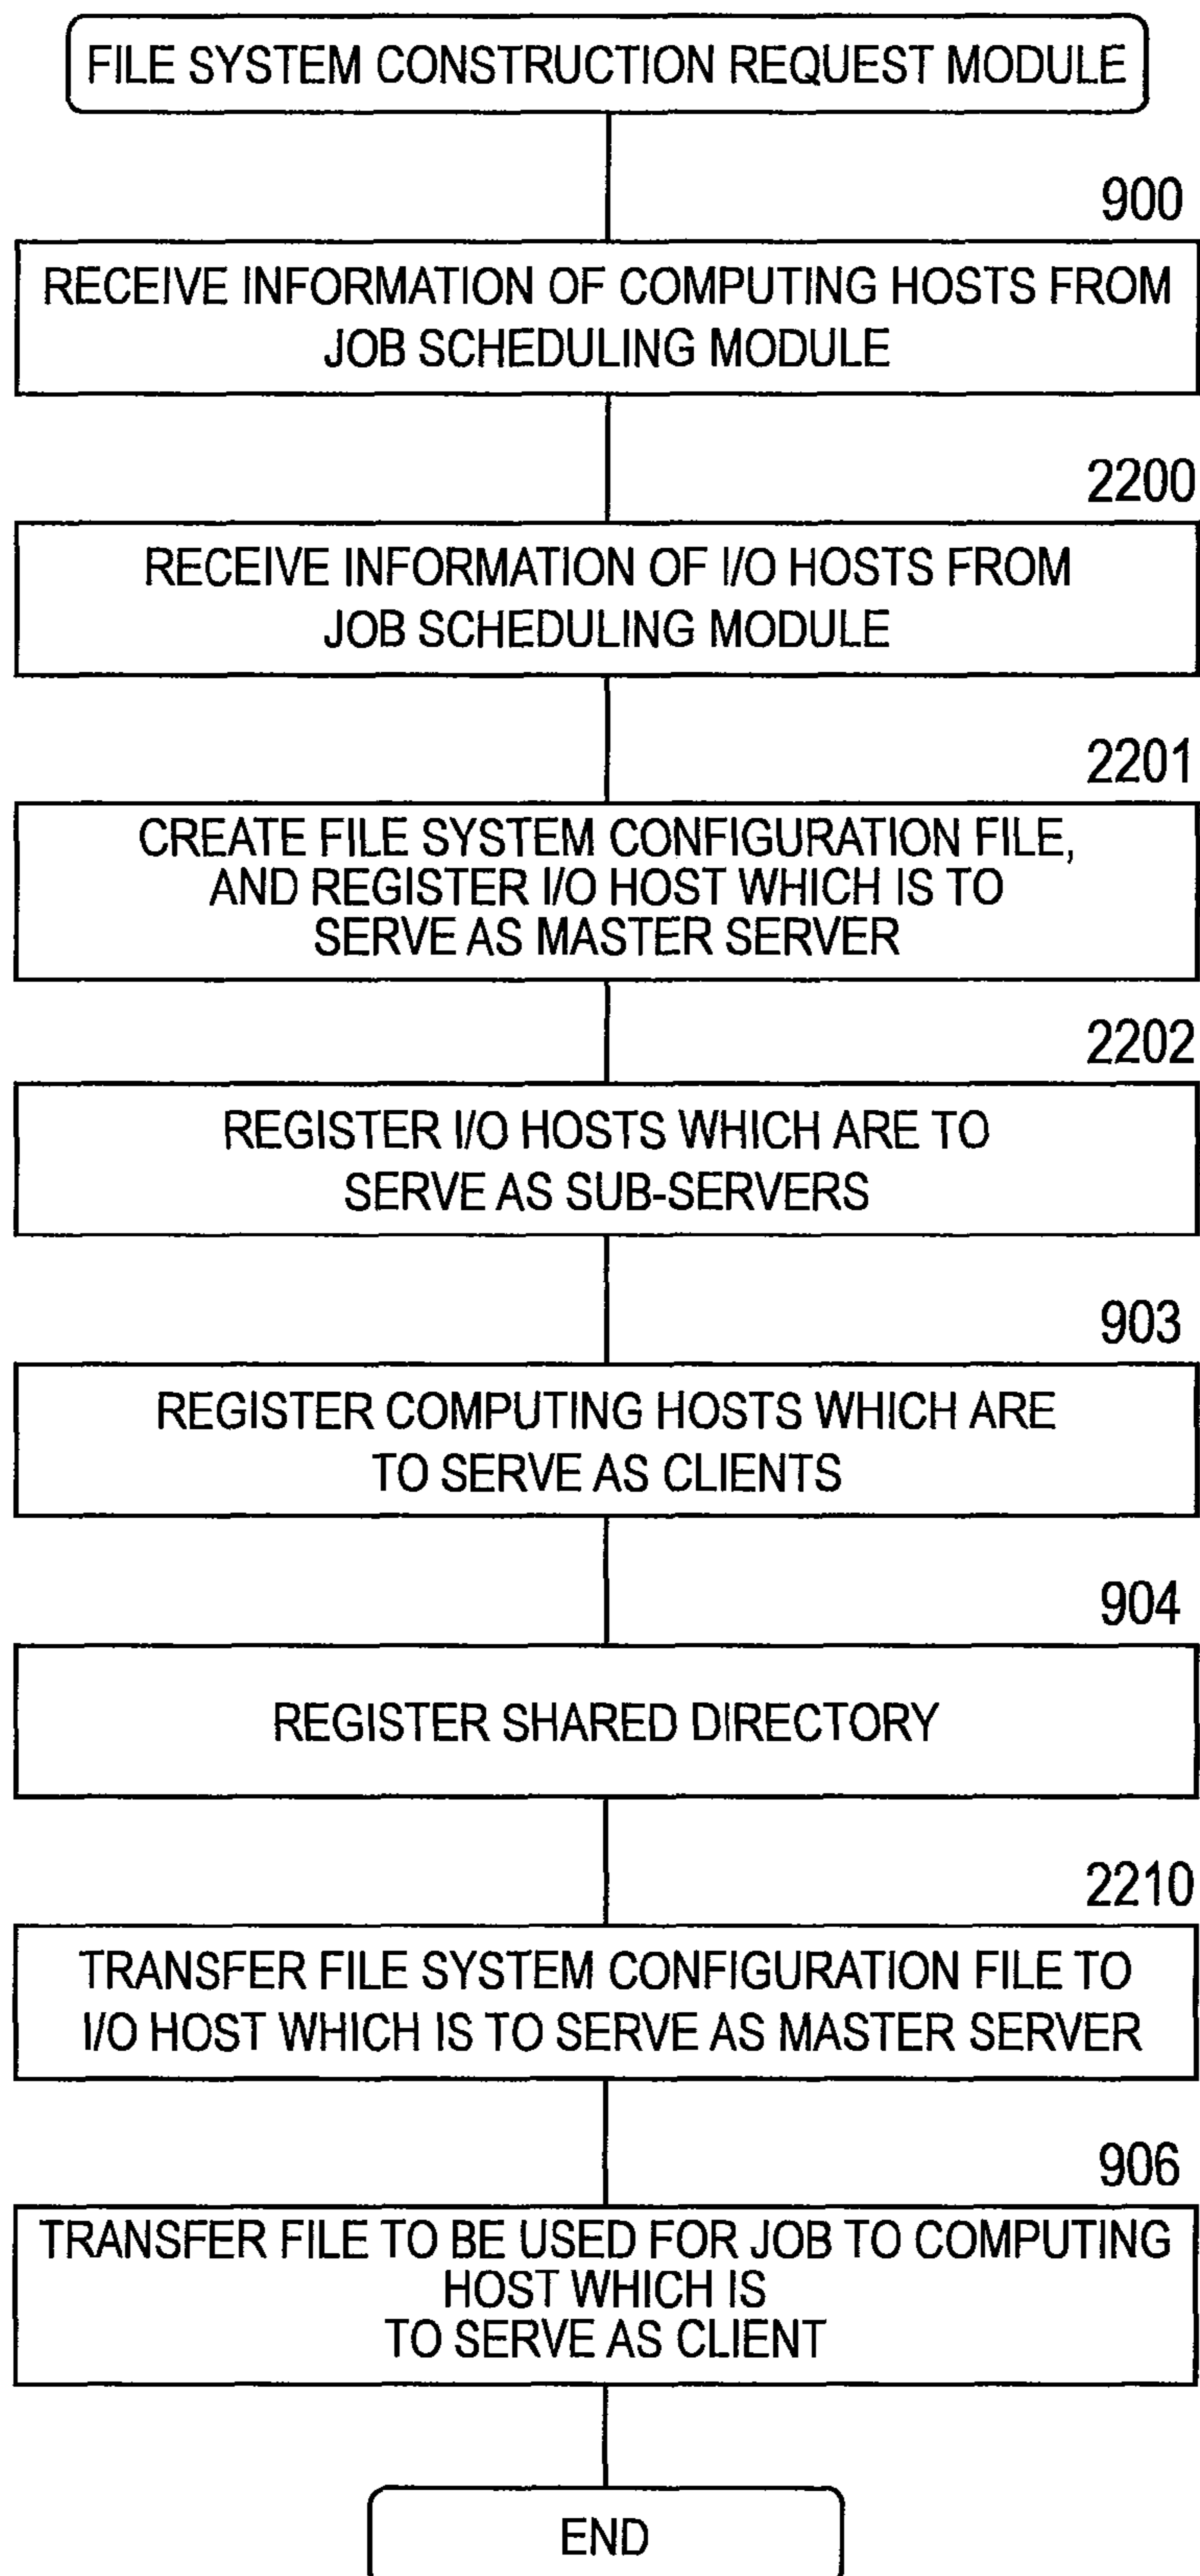 FILE SYSTEM CONSTRUCTION REQUEST MODULE
900
RECEIVE INFORMATION OF COMPUTING HOSTS FROM
JOB SCHEDULING MODULE
2200
RECEIVE INFORMATION OF I/O HOSTS FROM
JOB SCHEDULING MODULE
2201
CREATE FILE SYSTEM CONFIGURATION FILE,
AND REGISTER I/O HOST WHICH IS TO
SERVE AS MASTER SERVER
2202
REGISTER I/O HOSTS WHICH ARE TO
SERVE AS SUB-SERVERS
903
REGISTER COMPUTING HOSTS WHICH ARE
TO SERVE AS CLIENTS
904
REGISTER SHARED DIRECTORY
2210
TRANSFER FILE SYSTEM CONFIGURATION FILE TO
I/O HOST WHICH IS TO SERVE AS MASTER SERVER
906
TRANSFER FILE TO BE USED FOR JOB TO COMPUTING
HOST WHICH IS
TO SERVE AS CLIENT
END